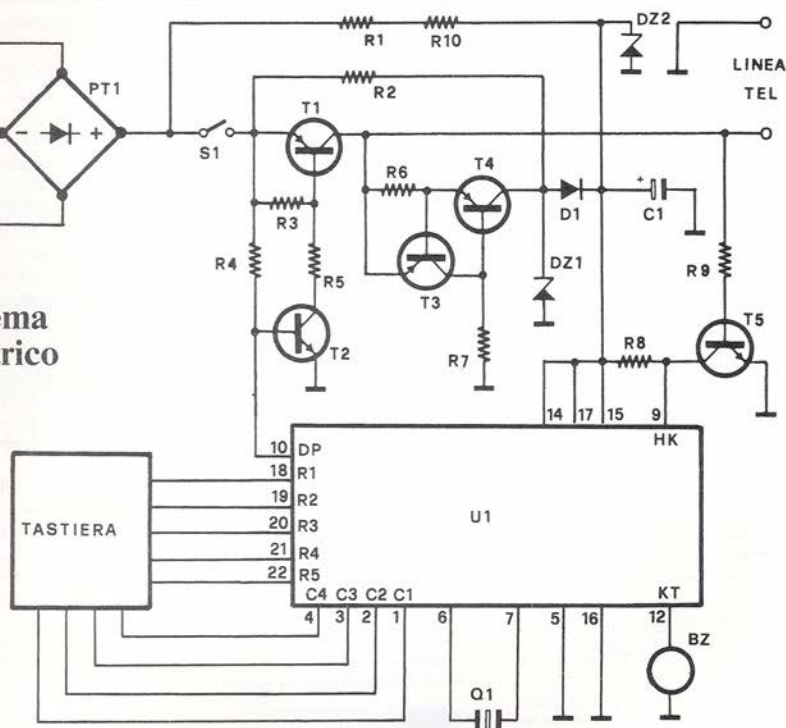 DZ2
R1 R10
LINEA
TEL
PT1
- +
R2
T1
S1
T4
R6
D1
+
C1
R3
R4
R5
DZ1
R9
T3
T2
R7
T5
R8
ema
rico
14 17 15 9
HK
10 DP
18 R1
19 R2
20 R3
21 R4
22 R5
TASTIERA
U1
C4 C3 C2 C1
KT
4 3 2 1 6 7 5 16 12
BZ
Q1